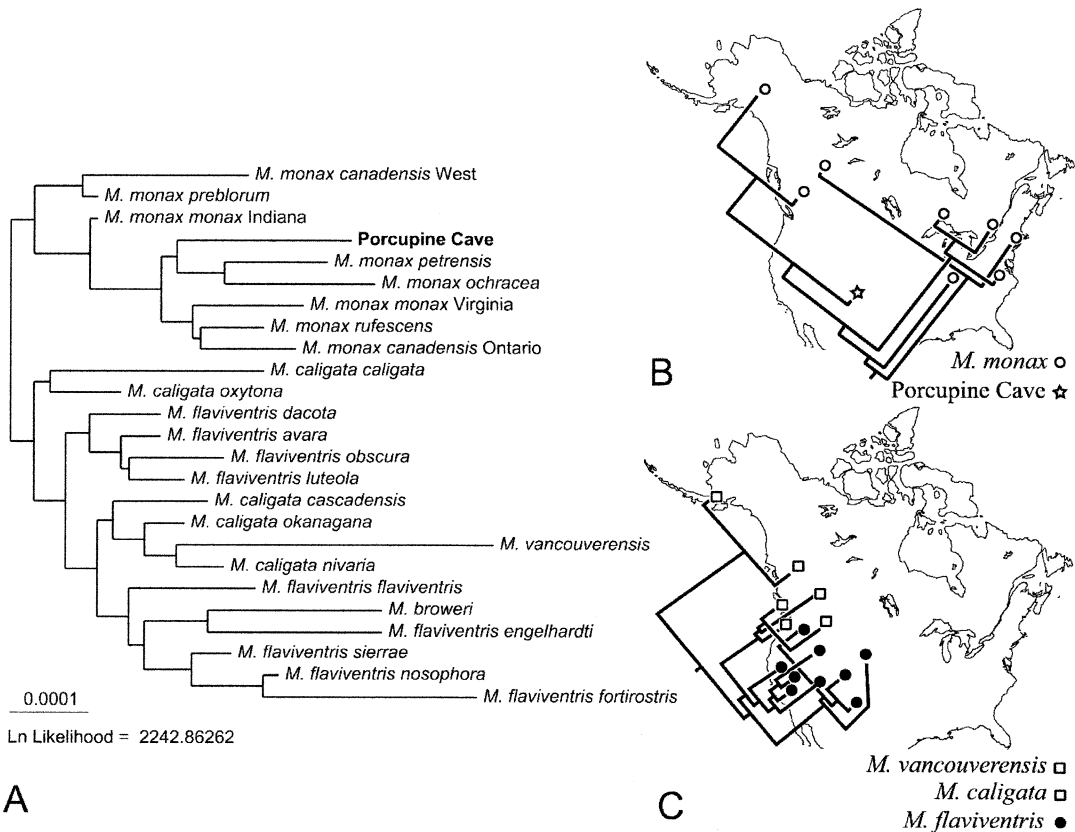 M. monax canadensis West
M. monax preblorum
M. monax monax Indiana
Porcupine Cave
M. monax petrensis
M. monax ochracea
M. monax monax Virginia
M. monax rufescens
M. monax canadensis Ontario
M. caligata caligata
M. caligata oxytona
M. flaviventris dacota
M. flaviventris avara
M. flaviventris obscura
M. flaviventris luteola
M. caligata cascadensis
M. caligata okanagana
M. vancouverensis
M. caligata nivaria
M. flaviventris flaviventris
M. broweri
M. flaviventris engelhardti
M. flaviventris sierrae
M. flaviventris nosophora
M. flaviventris fortirostris
0.0001
Ln Likelihood = 2242.86262
A
B
M. monax
Porcupine Cave
C
M. vancouverensis
M. caligata
M. flaviventris